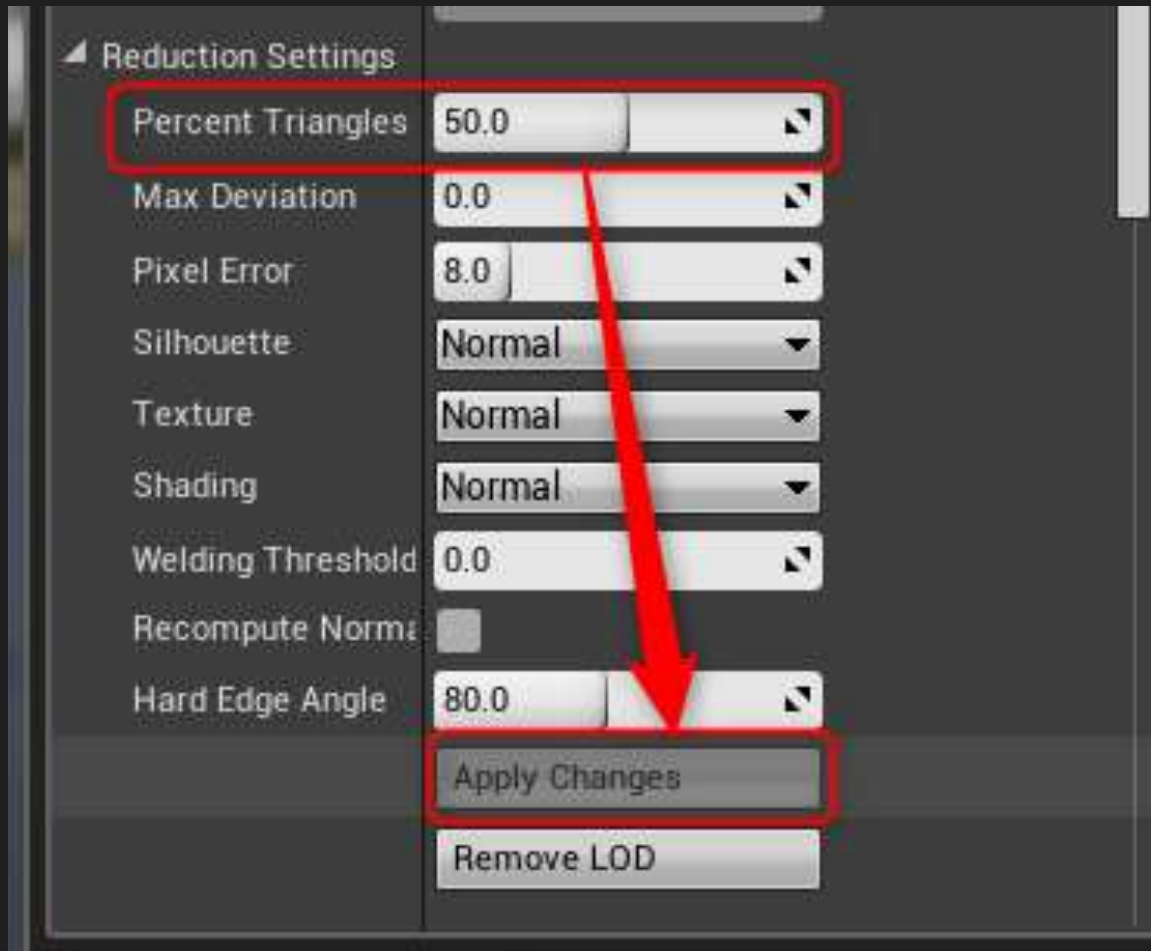 Reduction Settings
Percent Triangles 50.0
Max Deviation 0.0
Pixel Error 8.0
Silhouette Normal
Texture Normal
Shading Normal
Welding Threshold 0.0
Recompute Norma
Hard Edge Angle 80.0
Apply Changes
Remove LOD